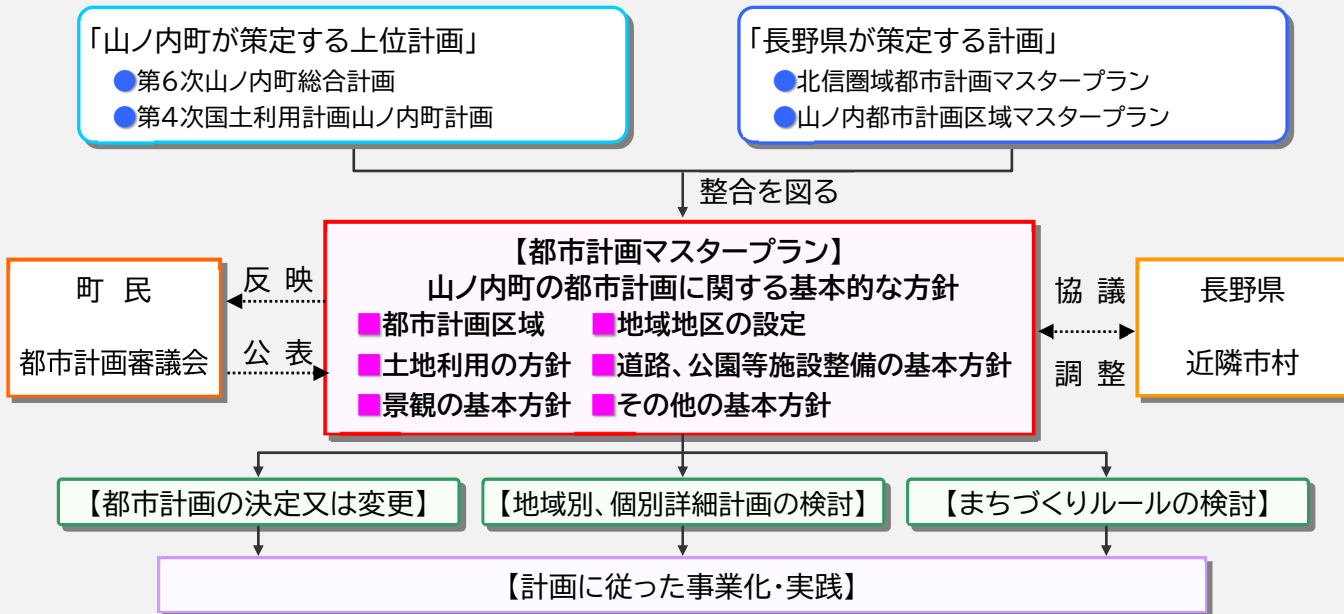 「山ノ内町が策定する上位計画」
●第6次山ノ内町総合計画
●第4次国土利用計画山ノ内町計画
「長野県が策定する計画」
●北信圏域都市計画マスタープラン
●山ノ内都市計画区域マスタープラン
整合を図る
【都市計画マスタープラン】
山ノ内町の都市計画に関する基本的な方針
■都市計画区域 ■地域地区の設定
■土地利用の方針 ■道路、公園等施設整備の基本方針
■景観の基本方針 ■その他の基本方針
町 民
都市計画審議会
反 映
公 表
協 議
調 整
長野県
近隣市村
【都市計画の決定又は変更】
【地域別、個別詳細計画の検討】
【まちづくりルールの検討】
【計画に従った事業化・実践】